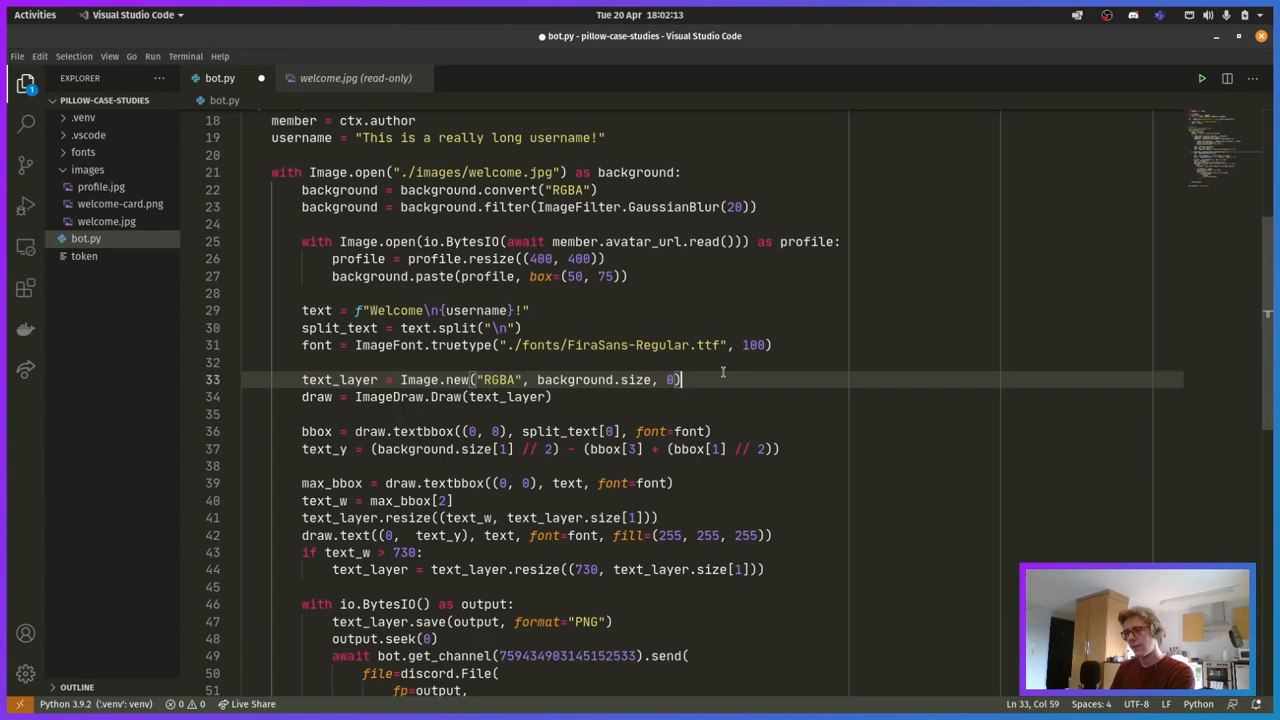 Activities
Visual Studio Code
Tue 20 Apr 18:02:13
bot.py - pillow-case-studies - Visual Studio Code
File Edit Selection View Go Run Terminal Help
1
EXPLORER
bot.py
welcome.jpg (read-only)
bot.py
PILLOW-CASE-STUDIES
.venv
.vscode
fonts
images
profile.jpg
welcome-card.png
welcome.jpg
bot.py
token
18 member = ctx.author
19 username = "This is a really long username!"
20
21 with Image.open("./images/welcome.jpg") as background:
22 background = background.convert("RGBA")
23 background = background.filter(ImageFilter.GaussianBlur(20))
24
25 with Image.open(io.BytesIO(await member.avatar_url.read())) as profile:
26 profile = profile.resize((400, 400))
27 background.paste(profile, box=(50, 75))
28
29 text = f"Welcome\n{username}!"
30 split_text = text.split("\n")
31 font = ImageFont.truetype("./fonts/FiraSans-Regular.ttf", 100)
32
33 text_layer = Image.new("RGBA", background.size, 0)
34 draw = ImageDraw.Draw(text_layer)
35
36 bbox = draw.textbbox((0, 0), split_text[0], font=font)
37 text_y = (background.size[1] // 2) - (bbox[3] + (bbox[1] // 2))
38
39 max_bbox = draw.textbbox((0, 0), text, font=font)
40 text_w = max_bbox[2]
41 text_layer.resize((text_w, text_layer.size[1]))
42 draw.text((0,  text_y), text, font=font, fill=(255, 255, 255))
43 if text_w > 730:
44 text_layer = text_layer.resize((730, text_layer.size[1]))
45
46 with io.BytesIO() as output:
47 text_layer.save(output, format="PNG")
48 output.seek(0)
49 await bot.get_channel(759434903145152533).send(
50 file=discord.File(
51 fp=output,
OUTLINE
Python 3.9.2 ('.venv': venv) 0 0 Live Share
Ln 33, Col 59 Spaces: 4 UTF-8 LF Python